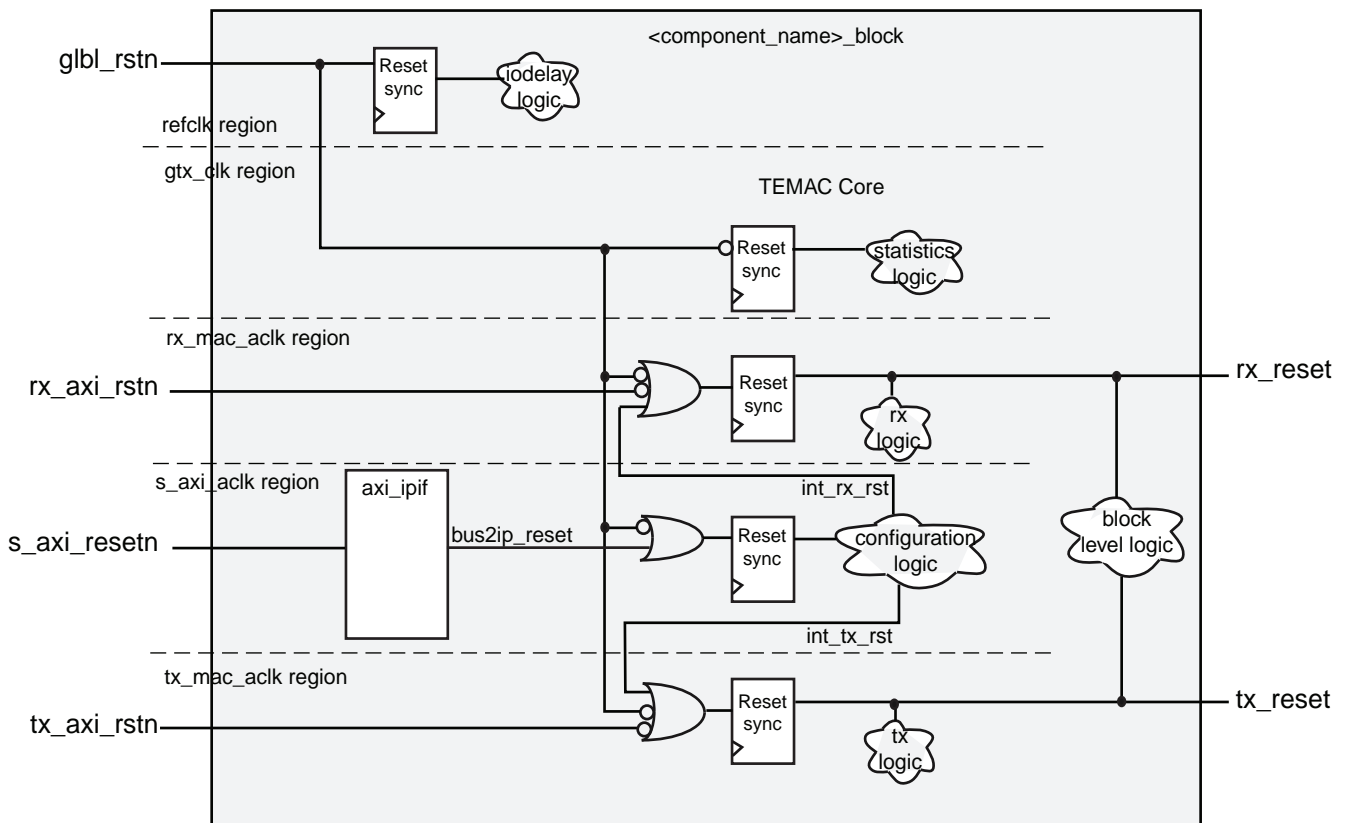 <component_name>_block
glbl_rstn
Reset
sync
iodelay
logic
refclk region
gtx_clk region
TEMAC Core
Reset
sync
statistics
logic
rx_mac_aclk region
rx_axi_rstn
Reset
sync
rx
logic
rx_reset
s_axi_aclk region
axi_ipif
int_rx_rst
s_axi_resetn
bus2ip_reset
Reset
sync
configuration
logic
block
level logic
int_tx_rst
tx_mac_aclk region
tx_axi_rstn
Reset
sync
tx
logic
tx_reset